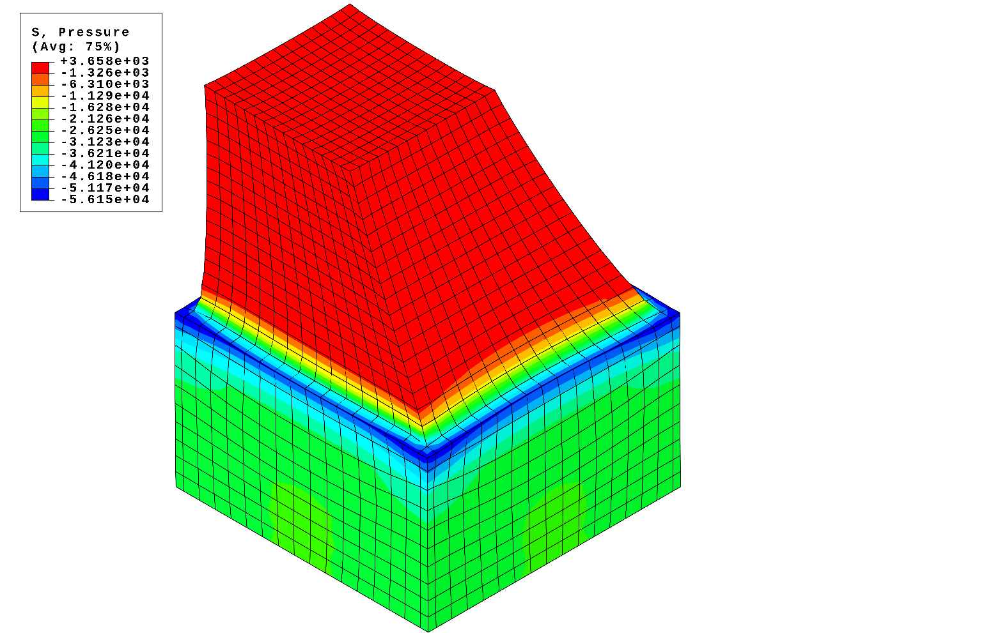 S, Pressure
(Avg: 75%)
+3.658e+03
-1.326e+03
-6.310e+03
-1.129e+04
-1.628e+04
-2.126e+04
-2.625e+04
-3.123e+04
-3.621e+04
-4.120e+04
-4.618e+04
-5.117e+04
-5.615e+04